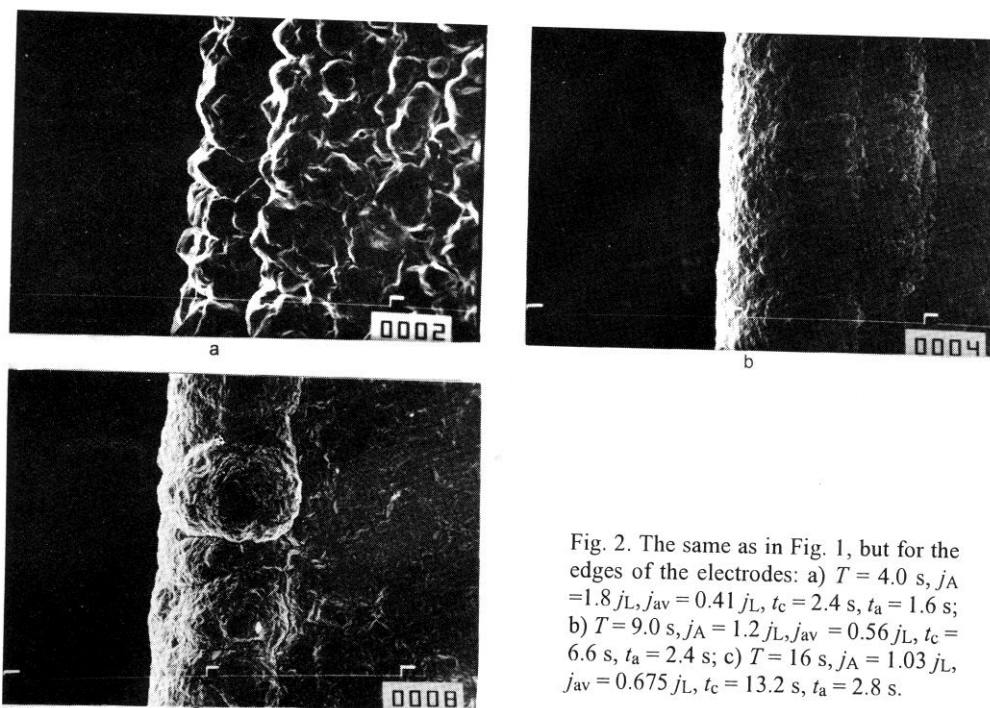 0002
a
0004
b
0008
Fig. 2. The same as in Fig. 1, but for the
edges of the electrodes: a) T = 4.0 s, jA
=1.8 jL, jav = 0.41 jL, tc = 2.4 s, ta = 1.6 s;
b) T = 9.0 s, jA = 1.2 jL, jav = 0.56 jL, tc =
6.6 s, ta = 2.4 s; c) T = 16 s, jA = 1.03 jL,
jav = 0.675 jL, tc = 13.2 s, ta = 2.8 s.